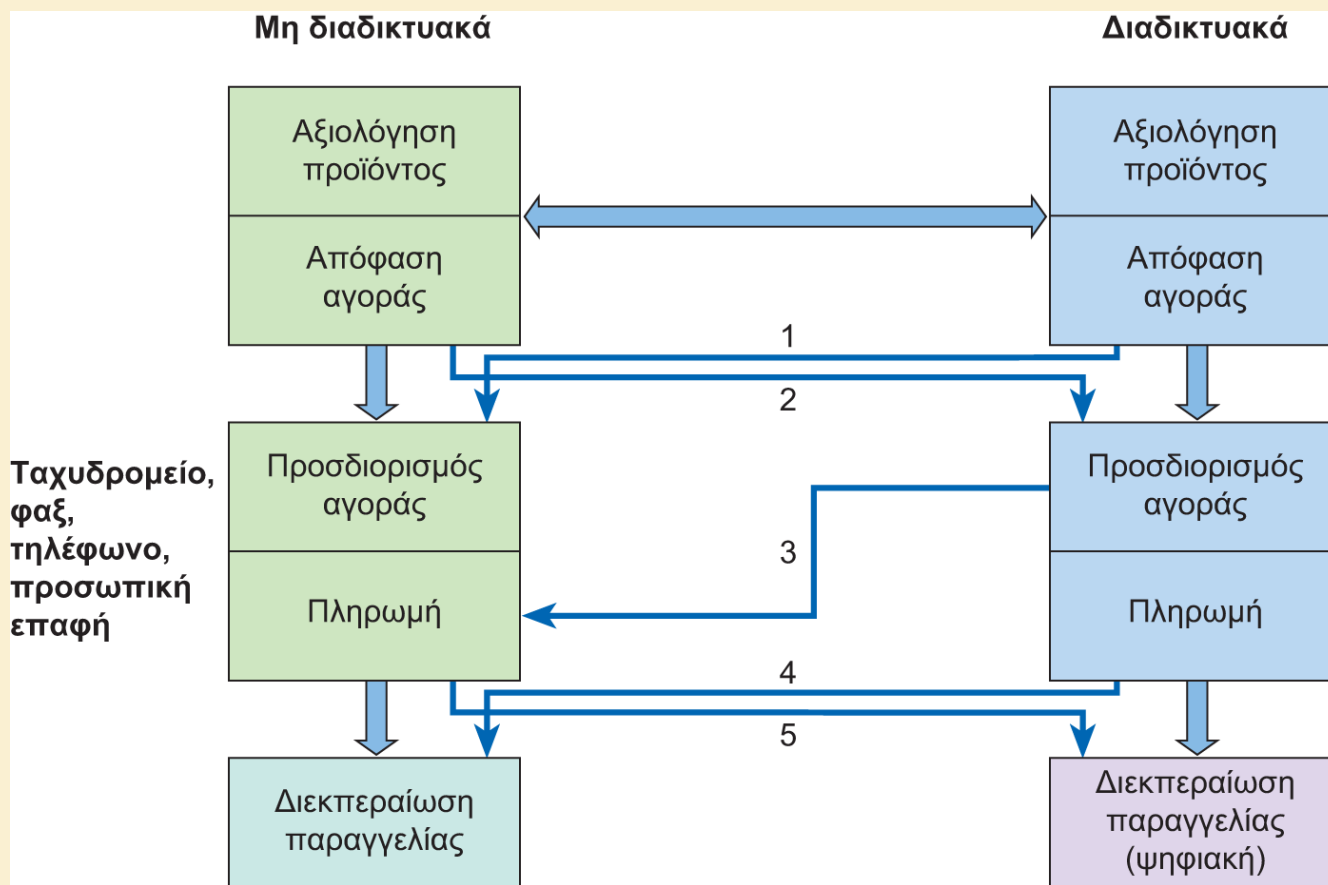 Μη διαδικτυακά
Διαδικτυακά
Αξιολόγηση
προϊόντος
Αξιολόγηση
προϊόντος
Απόφαση
αγοράς
Απόφαση
αγοράς
1
2
Ταχυδρομείο,
φαξ,
τηλέφωνο,
προσωπική
επαφή
Προσδιορισμός
αγοράς
Προσδιορισμός
αγοράς
3
Πληρωμή
Πληρωμή
4
5
Διεκπεραίωση
παραγγελίας
Διεκπεραίωση
παραγγελίας
(ψηφιακή)